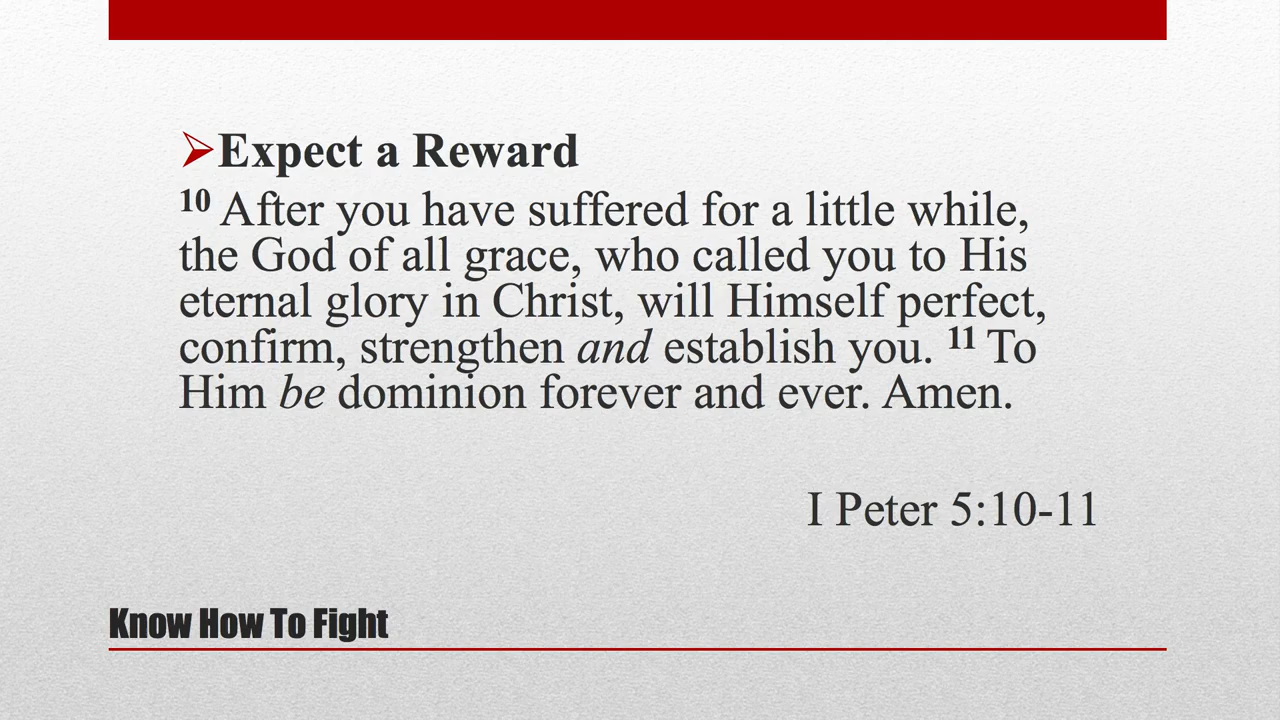 ➢Expect a Reward
¹⁰ After you have suffered for a little while,
the God of all grace, who called you to His
eternal glory in Christ, will Himself perfect,
confirm, strengthen and establish you. ¹¹ To
Him be dominion forever and ever. Amen.
I Peter 5:10-11
Know How To Fight